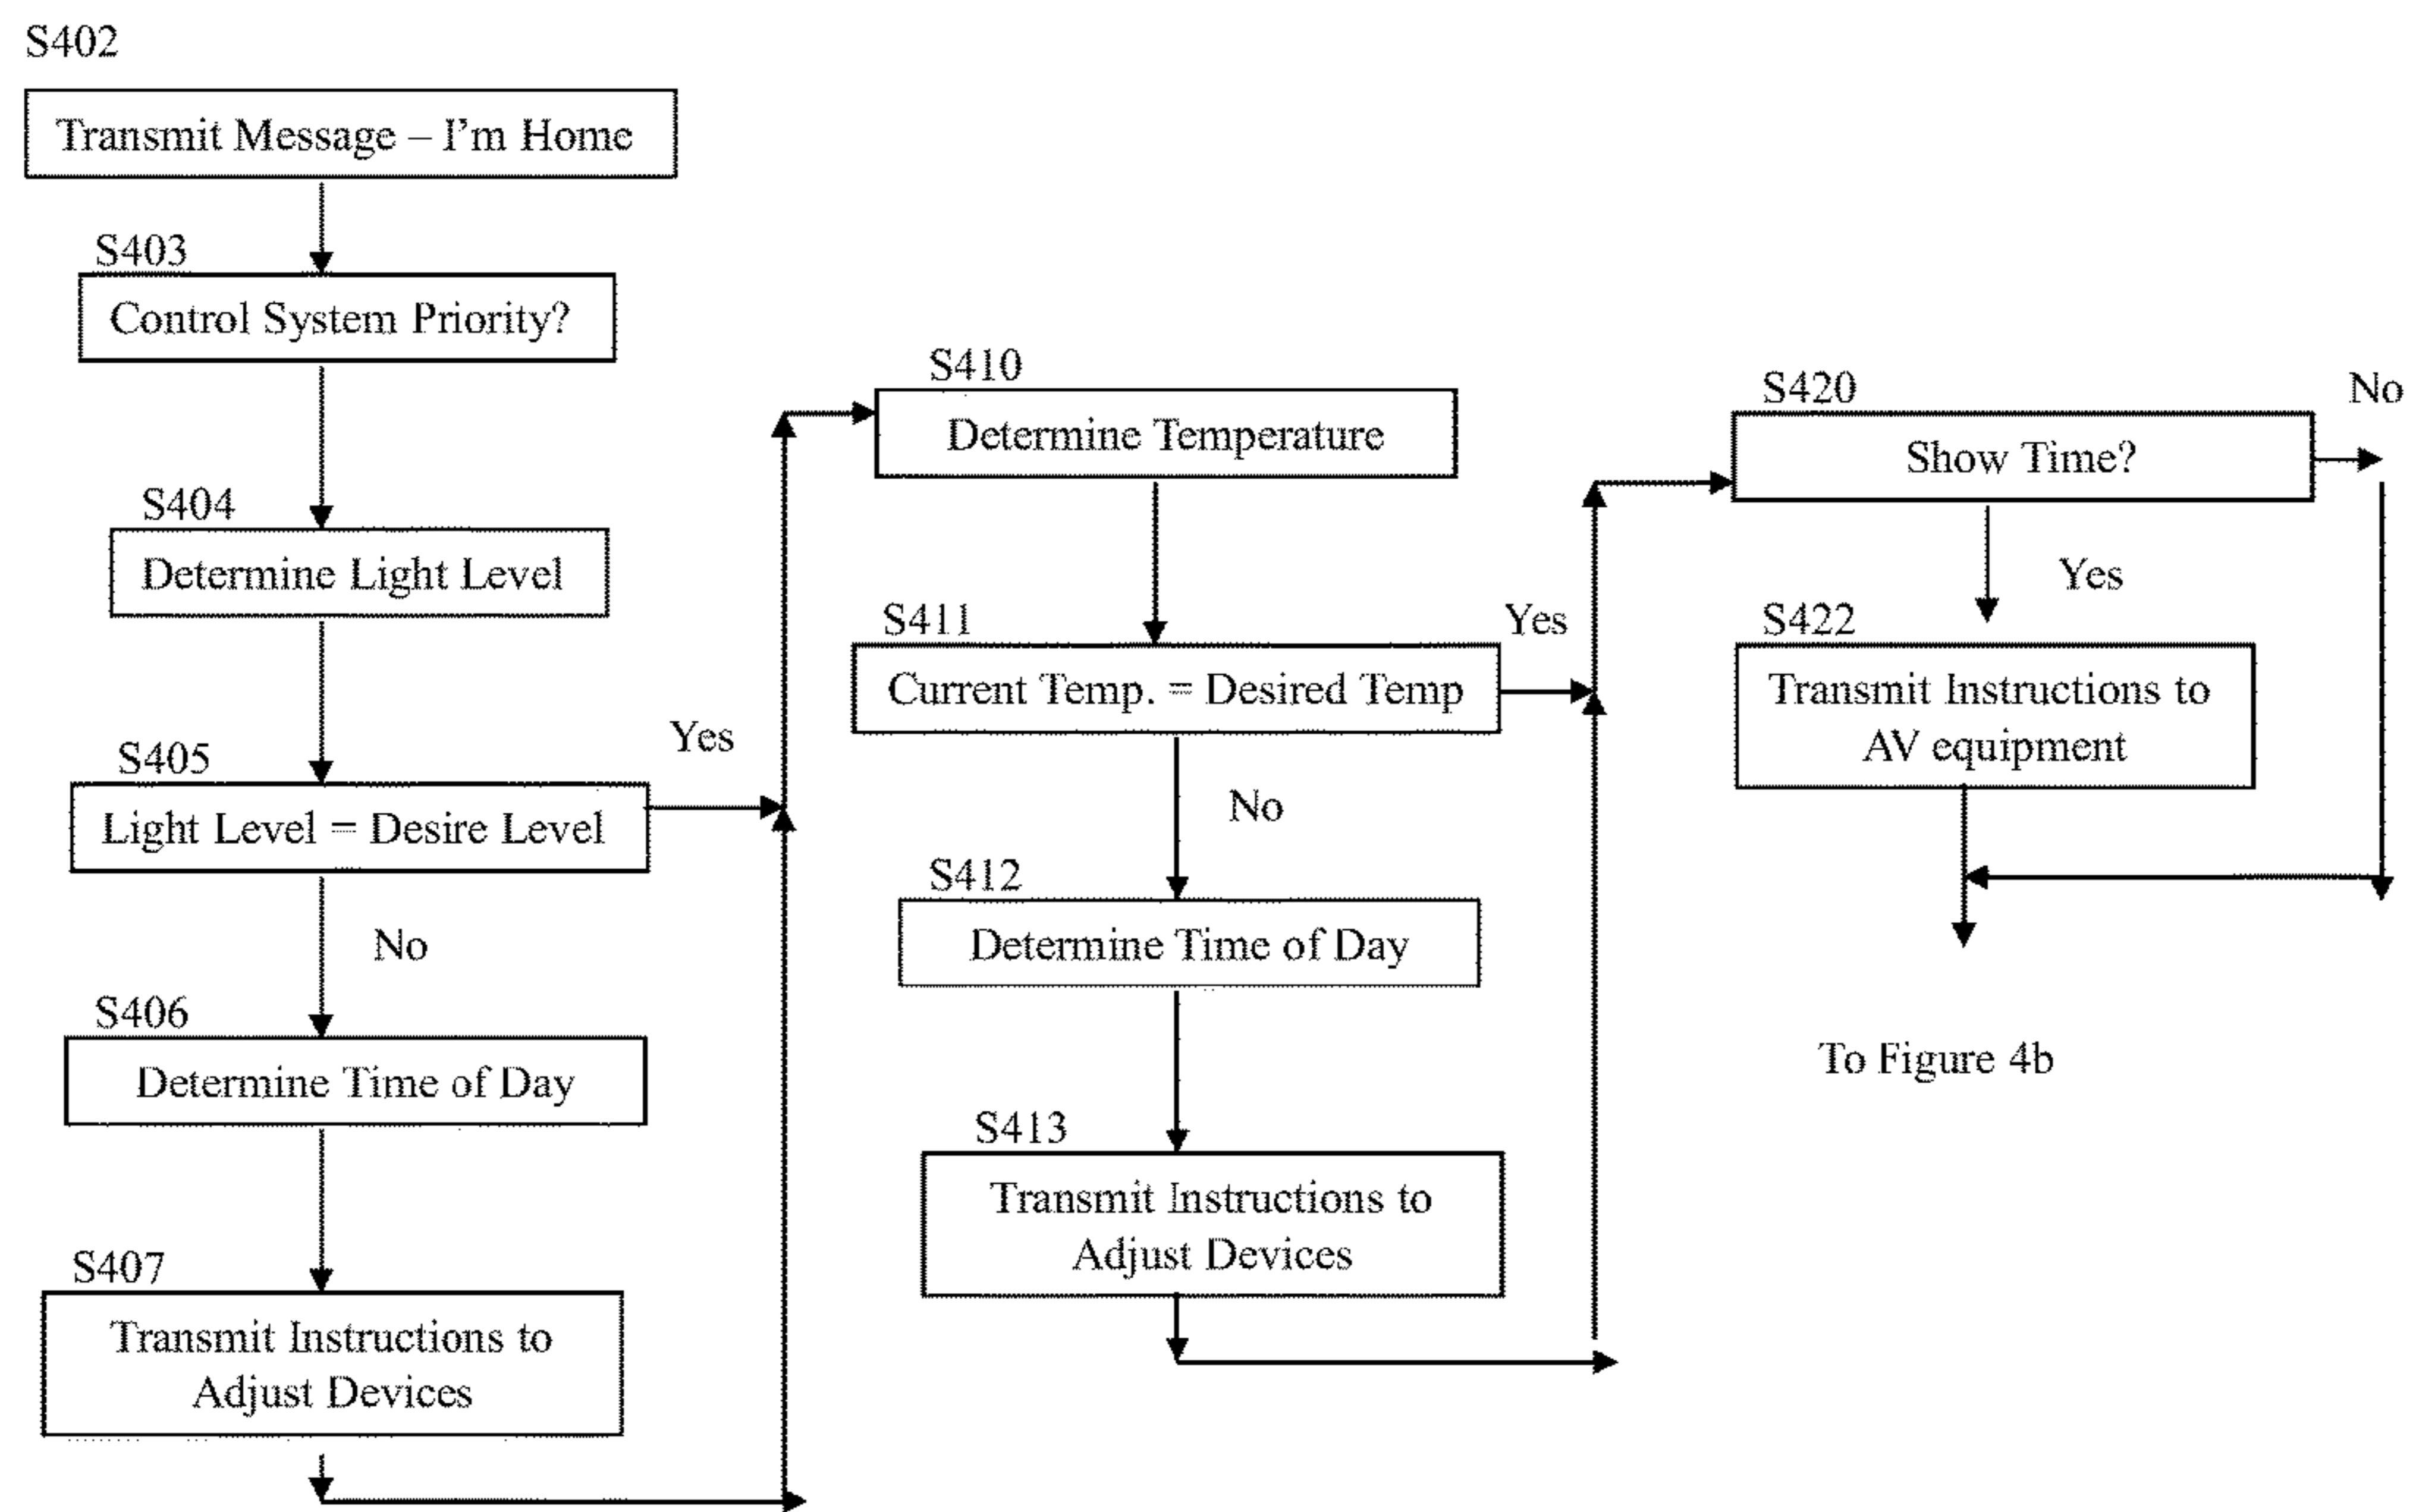 S402
Transmit Message – I'm Home
S403
Control System Priority?
S404
Determine Light Level
S405
Yes
Light Level = Desire Level
No
S406
Determine Time of Day
S407
Transmit Instructions to
Adjust Devices
S410
Determine Temperature
S411
Yes
Current Temp. = Desired Temp
No
S412
Determine Time of Day
S413
Transmit Instructions to
Adjust Devices
S420
No
Show Time?
Yes
S422
Transmit Instructions to
AV equipment
To Figure 4b